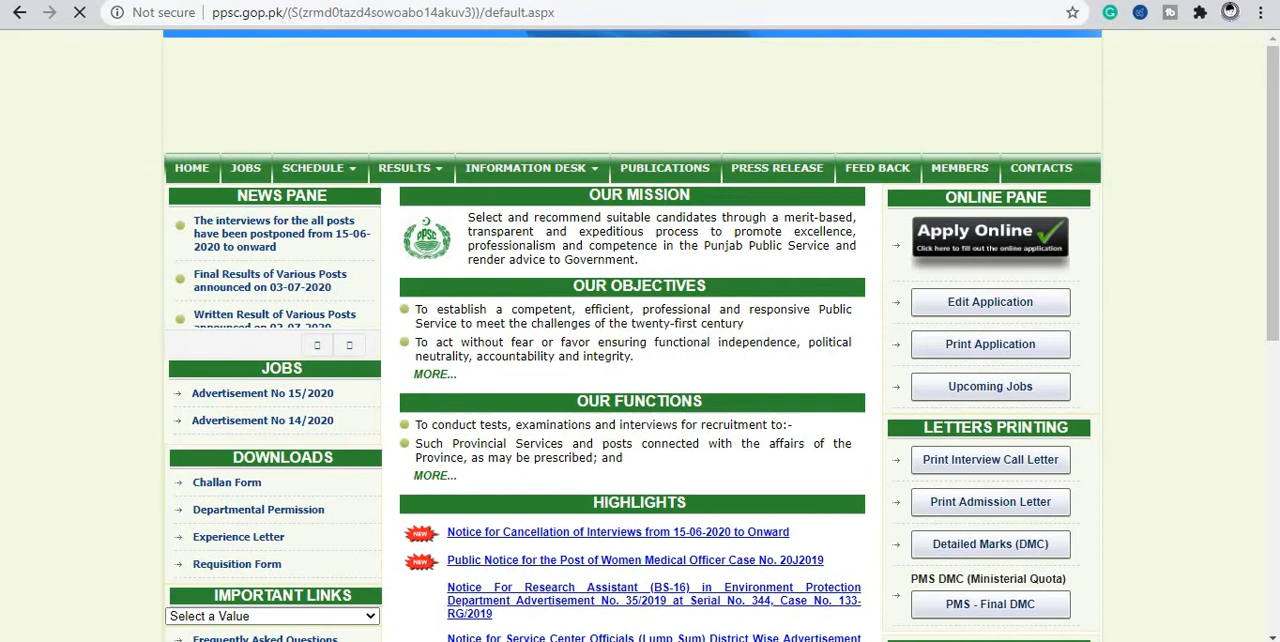 Not secure | ppsc.gop.pk/(S(zrmd0tazd4sowoabo14akuv3))/default.aspx
HOME JOBS SCHEDULE RESULTS INFORMATION DESK PUBLICATIONS PRESS RELEASE FEED BACK MEMBERS CONTACTS
NEWS PANE
The interviews for the all posts
have been postponed from 15-06-
2020 to onward
Final Results of Various Posts
announced on 03-07-2020
Written Result of Various Posts
announced on 02-07-2020
JOBS
Advertisement No 15/2020
Advertisement No 14/2020
DOWNLOADS
Challan Form
Departmental Permission
Experience Letter
Requisition Form
IMPORTANT LINKS
Select a Value
Frequently Asked Questions
OUR MISSION
PPSC
Select and recommend suitable candidates through a merit-based,
transparent and expeditious process to promote excellence,
professionalism and competence in the Punjab Public Service and
render advice to Government.
OUR OBJECTIVES
To establish a competent, efficient, professional and responsive Public
Service to meet the challenges of the twenty-first century
To act without fear or favor ensuring functional independence, political
neutrality, accountability and integrity.
MORE...
OUR FUNCTIONS
To conduct tests, examinations and interviews for recruitment to:-
Such Provincial Services and posts connected with the affairs of the
Province, as may be prescribed; and
MORE...
HIGHLIGHTS
NEW Notice for Cancellation of Interviews from 15-06-2020 to Onward
NEW Public Notice for the Post of Women Medical Officer Case No. 20J2019
Notice For Research Assistant (BS-16) in Environment Protection
Department Advertisement No. 35/2019 at Serial No. 344, Case No. 133-
RG/2019
Notice for Service Center Officials (Lump Sum) District Wise Advertisement
ONLINE PANE
Apply Online
Click here to fill out the online application
Edit Application
Print Application
Upcoming Jobs
LETTERS PRINTING
Print Interview Call Letter
Print Admission Letter
Detailed Marks (DMC)
PMS DMC (Ministerial Quota)
PMS - Final DMC